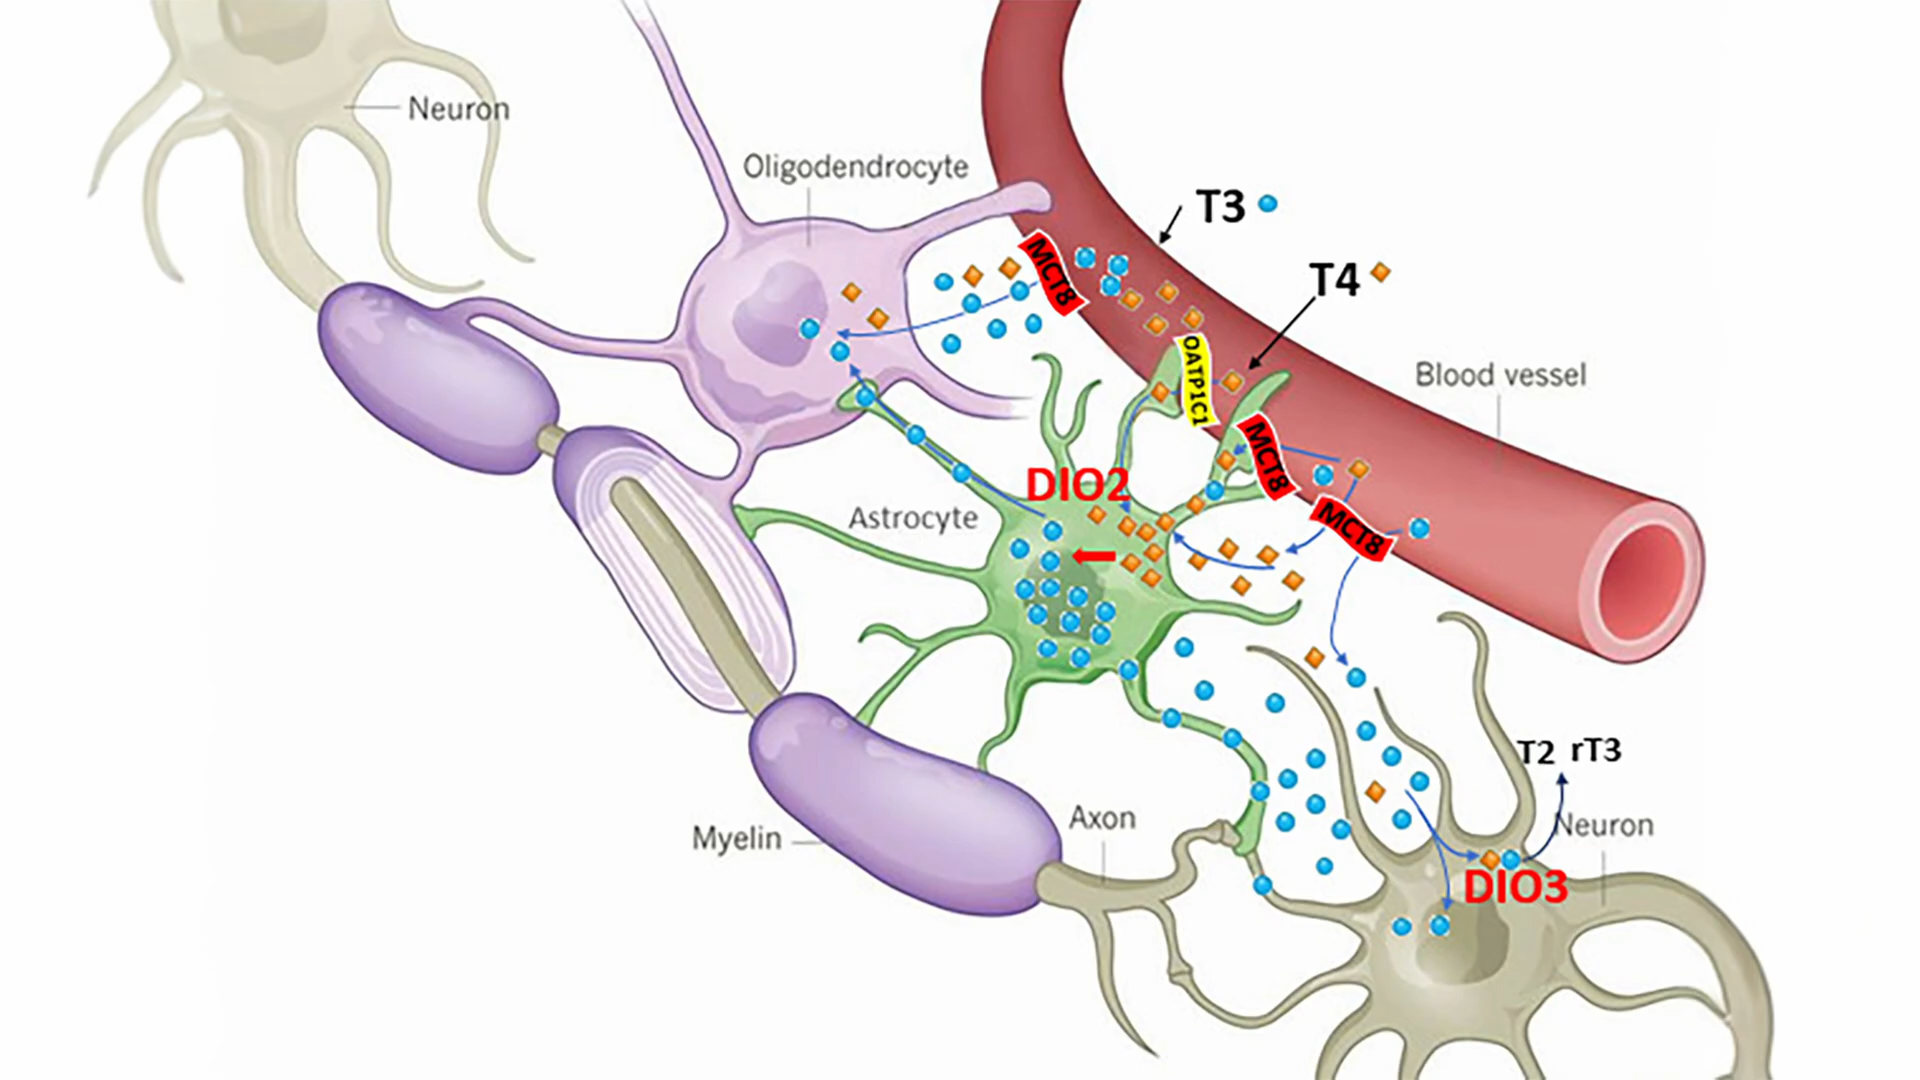 Neuron
Oligodendrocyte
T3
T4
MCT8
OATP1C1
Blood vessel
MCT8
DIO2
MCT8
Astrocyte
T2 rT3
Axon
Neuron
Myelin
DIO3